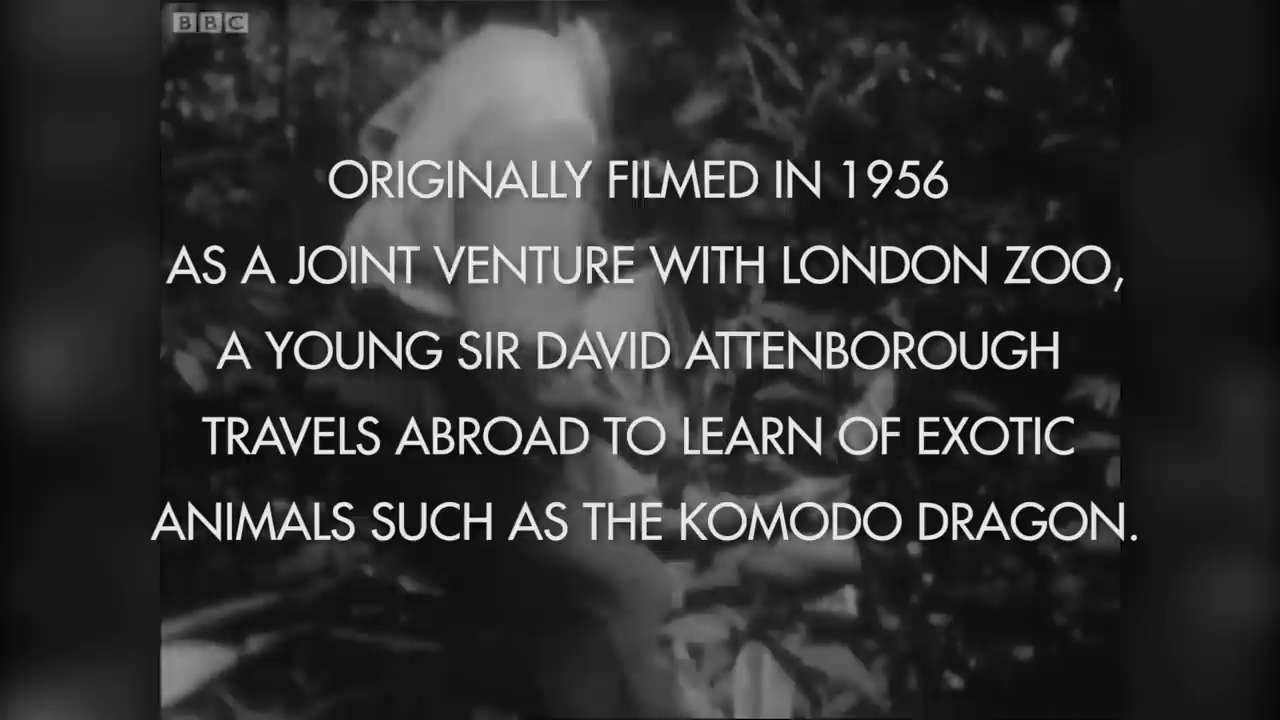 BBC
ORIGINALLY FILMED IN 1956
AS A JOINT VENTURE WITH LONDON ZOO,
A YOUNG SIR DAVID ATTENBOROUGH
TRAVELS ABROAD TO LEARN OF EXOTIC
ANIMALS SUCH AS THE KOMODO DRAGON.